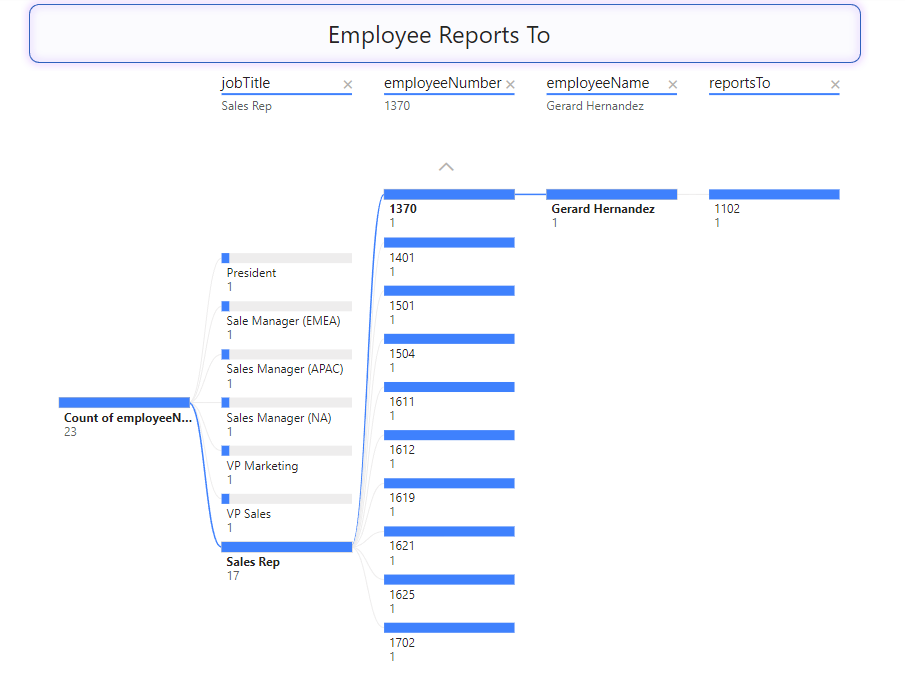 Employee Reports To
jobTitle × employeeNumber × employeeName × reportsTo ×
Sales Rep 1370 Gerard Hernandez
1370
1
Gerard Hernandez
1
1102
1
1401
1
1501
1
1504
1
1611
1
1612
1
1619
1
1621
1
1625
1
1702
1
President
1
Sale Manager (EMEA)
1
Sales Manager (APAC)
1
Sales Manager (NA)
1
VP Marketing
1
VP Sales
1
Sales Rep
17
Count of employeeN...
23